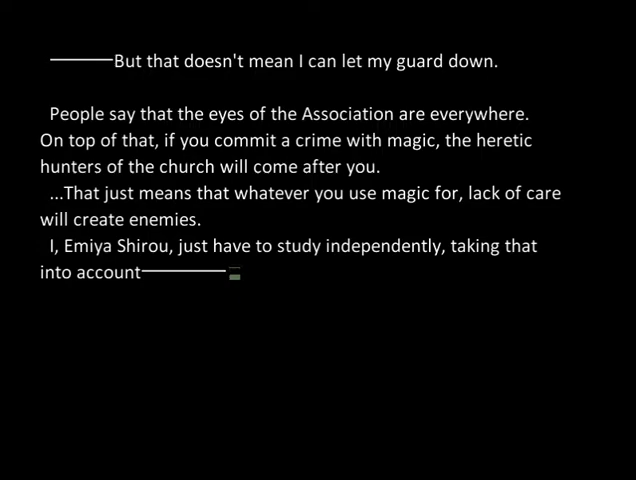 ————But that doesn't mean I can let my guard down.
People say that the eyes of the Association are everywhere.
On top of that, if you commit a crime with magic, the heretic
hunters of the church will come after you.
...That just means that whatever you use magic for, lack of care
will create enemies.
I, Emiya Shirou, just have to study independently, taking that
into account—————